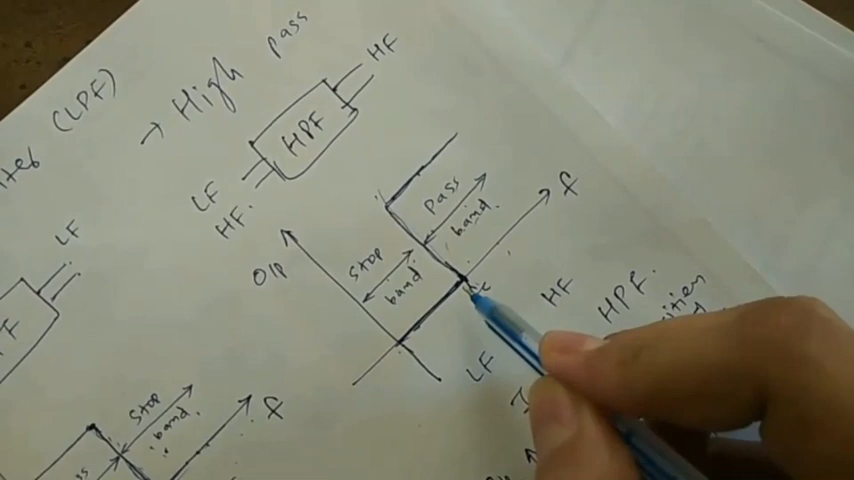 (LPF)
→ High pass
HF
HPF
LF
HF.
LF
O/P
Stop
band
Pass
band.
f
HF
HPF.
LF
Stop
band.
f